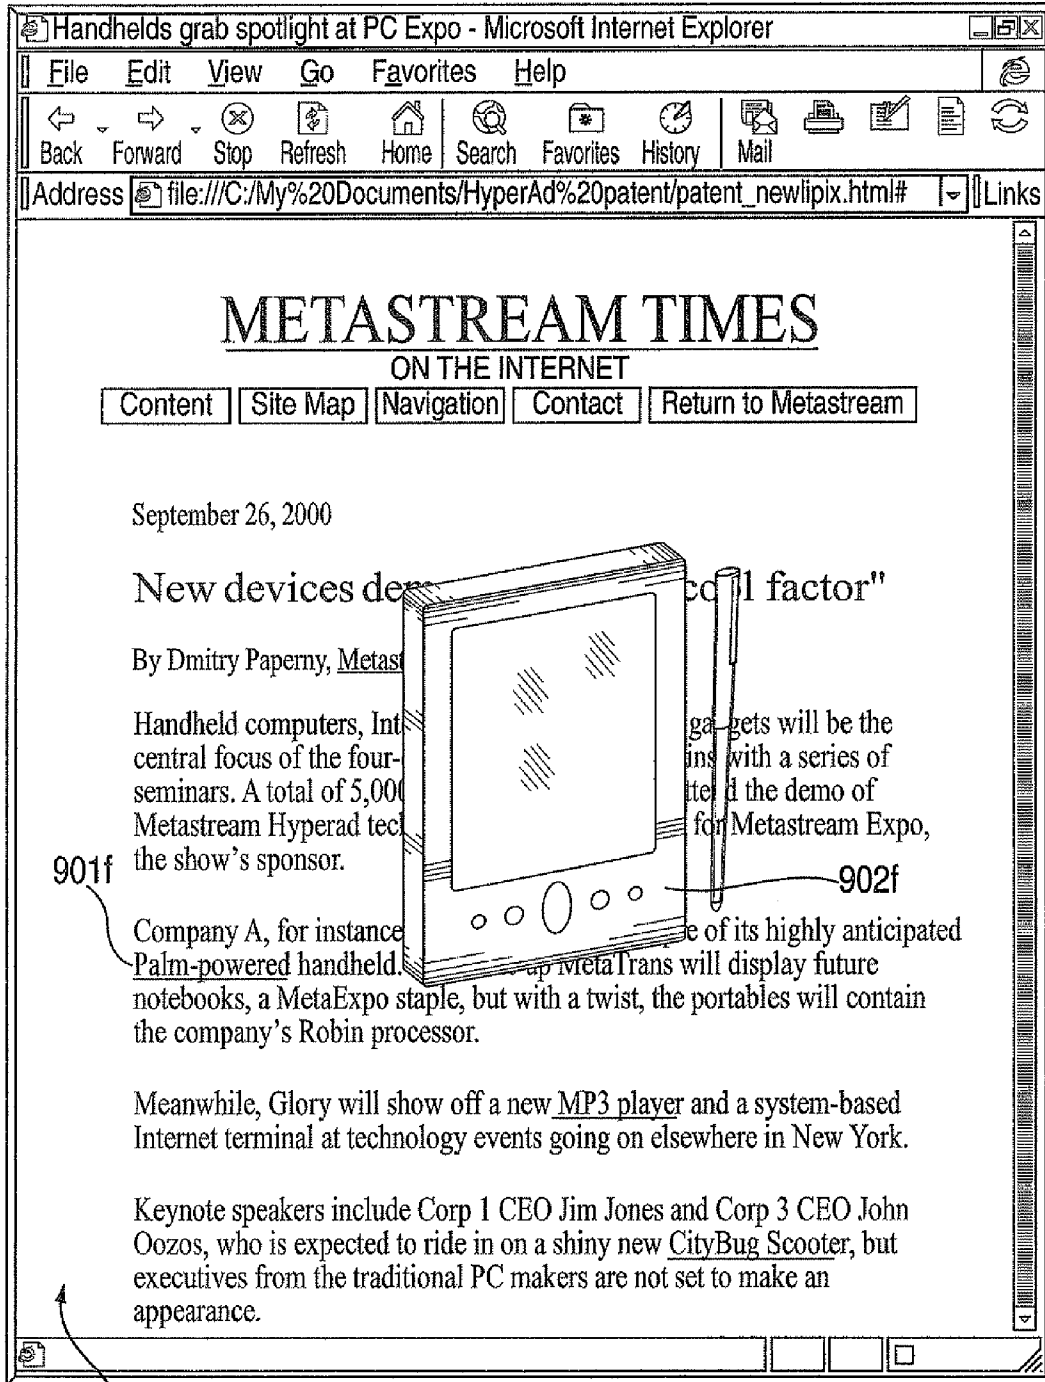 Handhelds grab spotlight at PC Expo - Microsoft Internet Explorer
File Edit View Go Favorites Help
Back Forward Stop Refresh Home Search Favorites History Mail
Address file:///C:/My%20Documents/HyperAd%20patent/patent_newlipix.html# Links
METASTREAM TIMES
ON THE INTERNET
Content Site Map Navigation Contact Return to Metastream
September 26, 2000
New devices factor"
By Dmitry Paperny,
Handheld computers, gadgets will be the
central focus of the with a series of
seminars. A total of the demo of
Metastream Hyperad for Metastream Expo,
the show's sponsor.
901f
902f
Company A, for instance of its highly anticipated
Palm-powered handheld. MetaTrans will display future
notebooks, a MetaExpo staple, but with a twist, the portables will contain
the company's Robin processor.
Meanwhile, Glory will show off a new MP3 player and a system-based
Internet terminal at technology events going on elsewhere in New York.
Keynote speakers include Corp 1 CEO Jim Jones and Corp 3 CEO John
Oozos, who is expected to ride in on a shiny new CityBug Scooter, but
executives from the traditional PC makers are not set to make an
appearance.